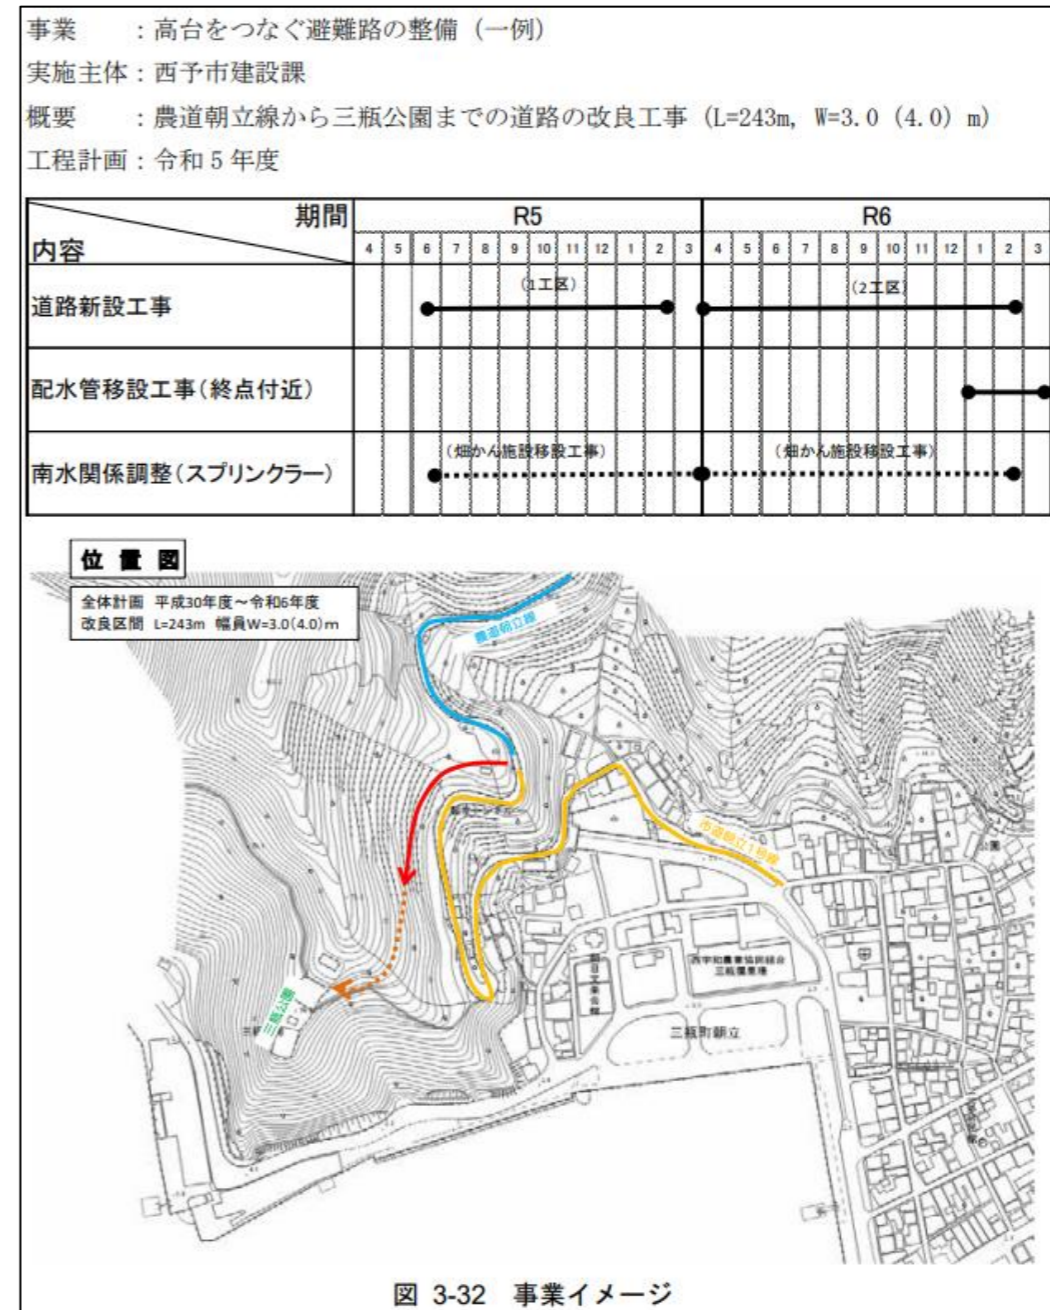 事業　　：高台をつなぐ避難路の整備（一例）
実施主体：西予市建設課
概要　　：農道朝立線から三瓶公園までの道路の改良工事（L=243m, W=3.0（4.0）m）
工程計画：令和5年度
期間
内容
R5
R6
4 5 6 7 8 9 10 11 12 1 2 3 4 5 6 7 8 9 10 11 12 1 2 3
道路新設工事
（1工区）
（2工区）
配水管移設工事（終点付近）
南水関係調整（スプリンクラー）
（畑かん施設移設工事）
（畑かん施設移設工事）
位 置 図
全体計画　平成30年度～令和6年度
改良区間　L=243m　幅員W=3.0(4.0)m
農道朝立線
市道朝立1号線
公園
西宇和農業協同組合
三瓶町朝立
三瓶公園
図 3-32　事業イメージ